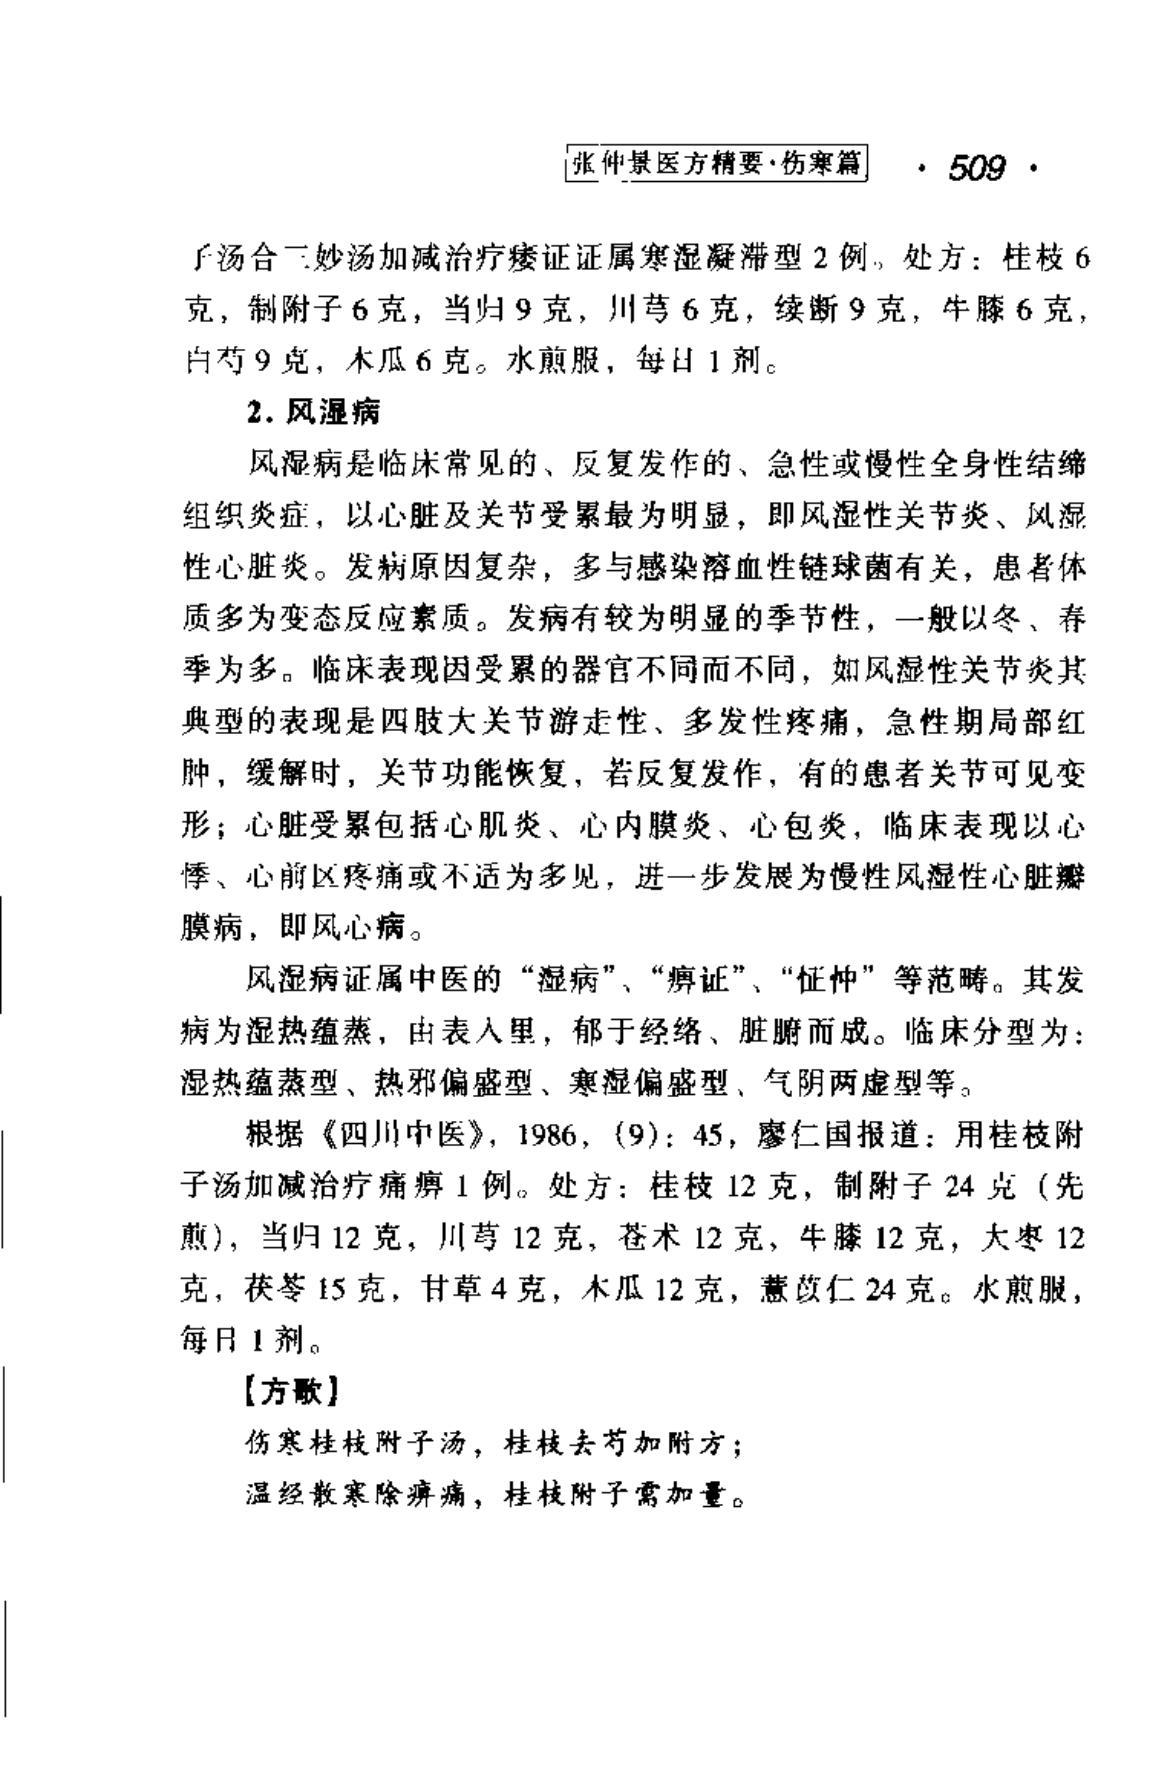 张仲景医方精要·伤寒篇 · 509 ·
子汤合三妙汤加减治疗痿证证属寒湿凝滞型 2 例。处方：桂枝 6
克，制附子 6 克，当归 9 克，川芎 6 克，续断 9 克，牛膝 6 克，
白芍 9 克，木瓜 6 克。水煎服，每日 1 剂。
2. 风湿病
风湿病是临床常见的、反复发作的、急性或慢性全身性结缔
组织炎症，以心脏及关节受累最为明显，即风湿性关节炎、风湿
性心脏炎。发病原因复杂，多与感染溶血性链球菌有关，患者体
质多为变态反应素质。发病有较为明显的季节性，一般以冬、春
季为多。临床表现因受累的器官不同而不同，如风湿性关节炎其
典型的表现是四肢大关节游走性、多发性疼痛，急性期局部红
肿，缓解时，关节功能恢复，若反复发作，有的患者关节可见变
形；心脏受累包括心肌炎、心内膜炎、心包炎，临床表现以心
悸、心前区疼痛或不适为多见，进一步发展为慢性风湿性心脏瓣
膜病，即风心病。
风湿病证属中医的“湿病”、“痹证”、“怔忡”等范畴。其发
病为湿热蕴蒸，由表入里，郁于经络、脏腑而成。临床分型为：
湿热蕴蒸型、热邪偏盛型、寒湿偏盛型、气阴两虚型等。
根据《四川中医》，1986，（9）：45，廖仁国报道：用桂枝附
子汤加减治疗痛痹 1 例。处方：桂枝 12 克，制附子 24 克（先
煎），当归 12 克，川芎 12 克，苍术 12 克，牛膝 12 克，大枣 12
克，茯苓 15 克，甘草 4 克，木瓜 12 克，薏苡仁 24 克。水煎服，
每日 1 剂。
【方歌】
伤寒桂枝附子汤，桂枝去芍加附方；
温经散寒除痹痛，桂枝附子需加量。